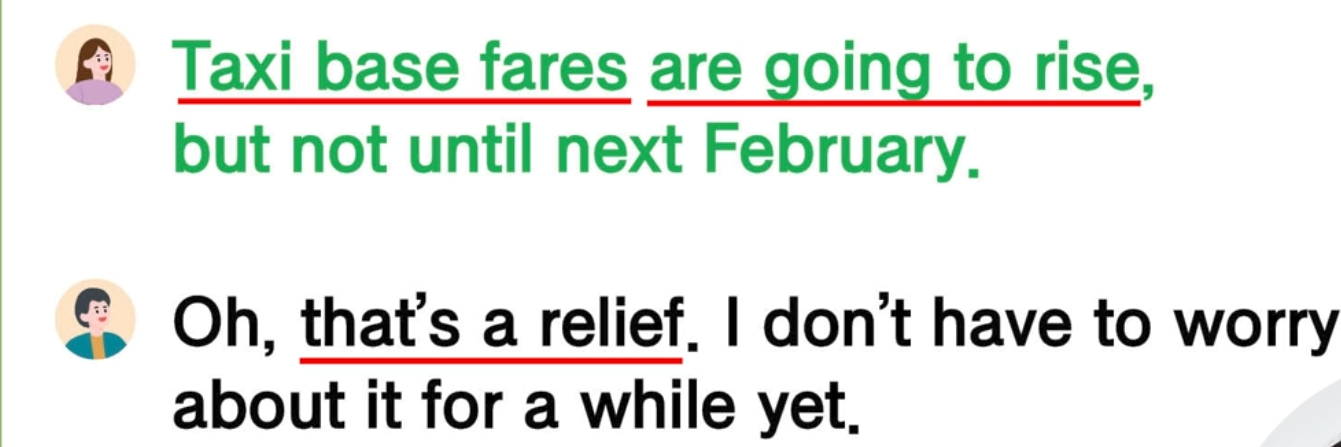 Taxi base fares are going to rise,
but not until next February.
Oh, that's a relief. I don't have to worry
about it for a while yet.